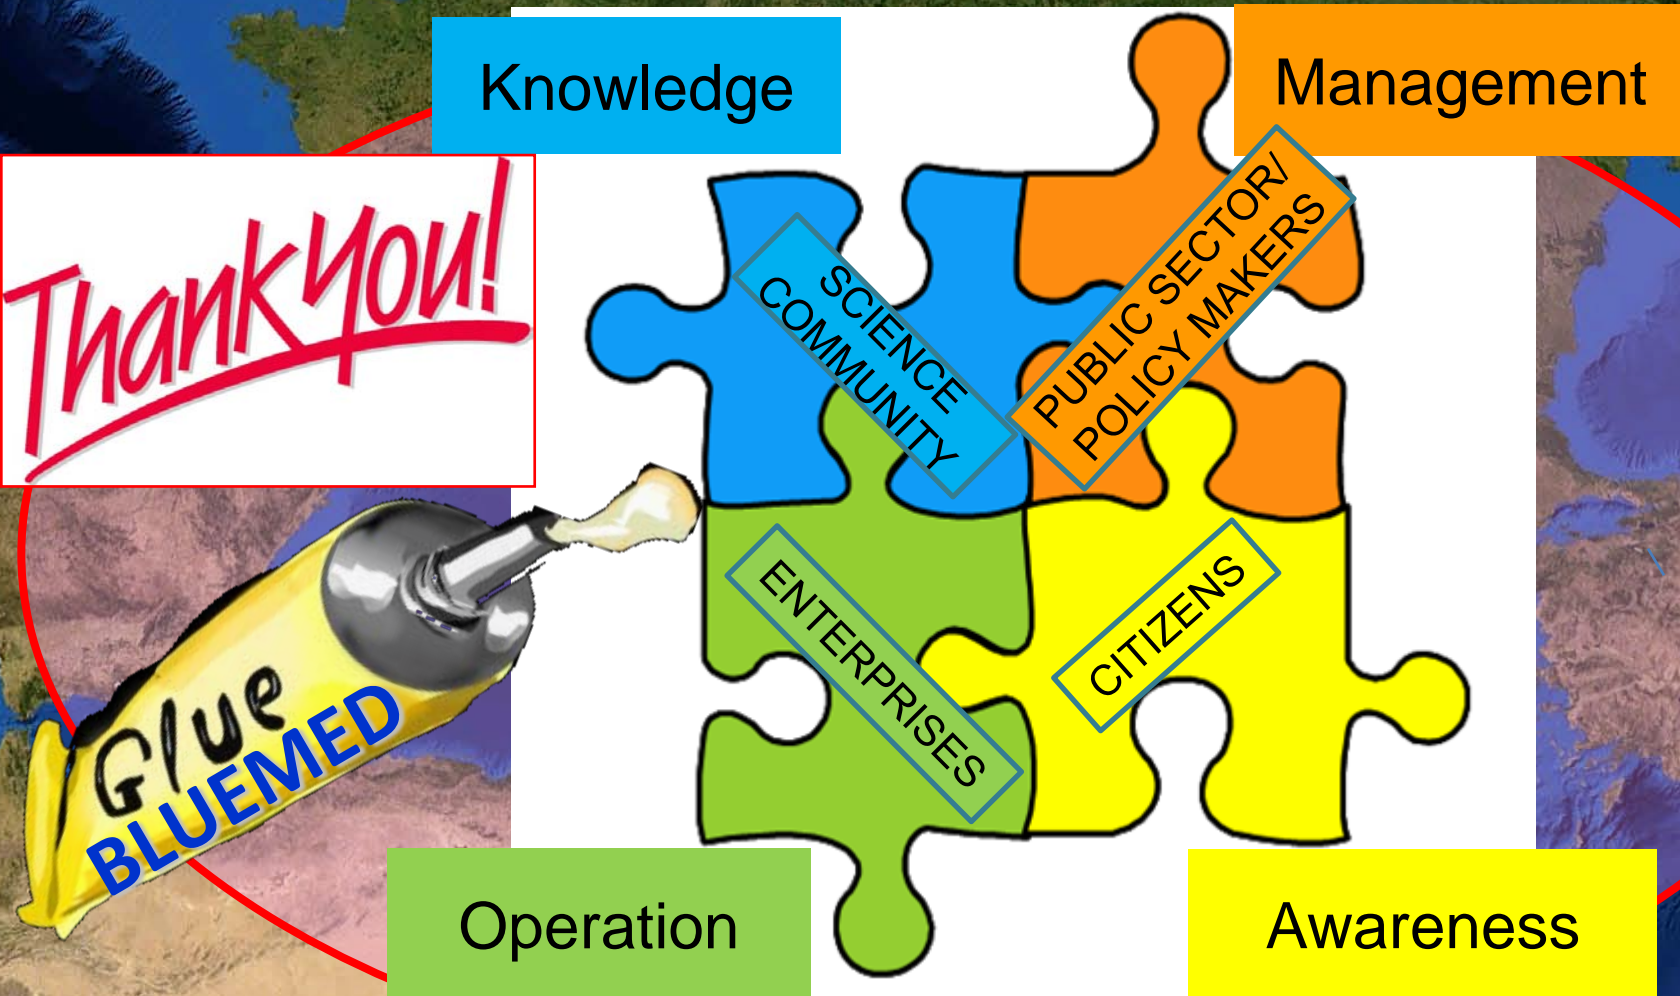 Knowledge
Management
Thank You!
SCIENCE
COMMUNITY
PUBLIC SECTOR/
POLICY MAKERS
Glue
BLUEMED
ENTERPRISES
CITIZENS
Operation
Awareness